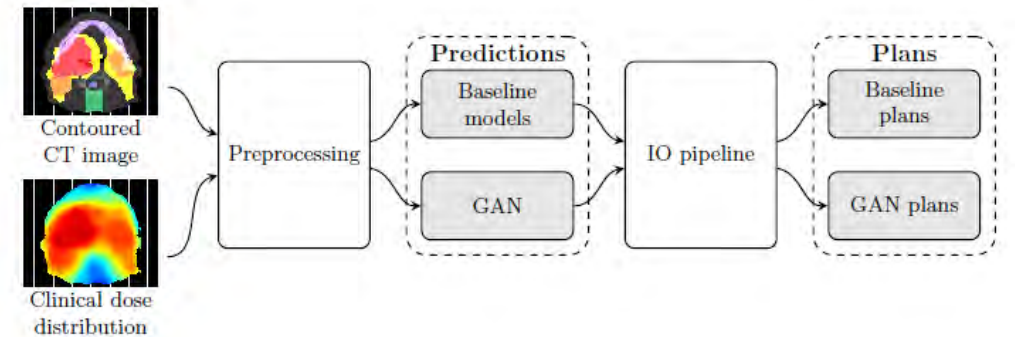 Contoured
CT image
Clinical dose
distribution
Preprocessing
Predictions
Baseline
models
GAN
IO pipeline
Plans
Baseline
plans
GAN plans